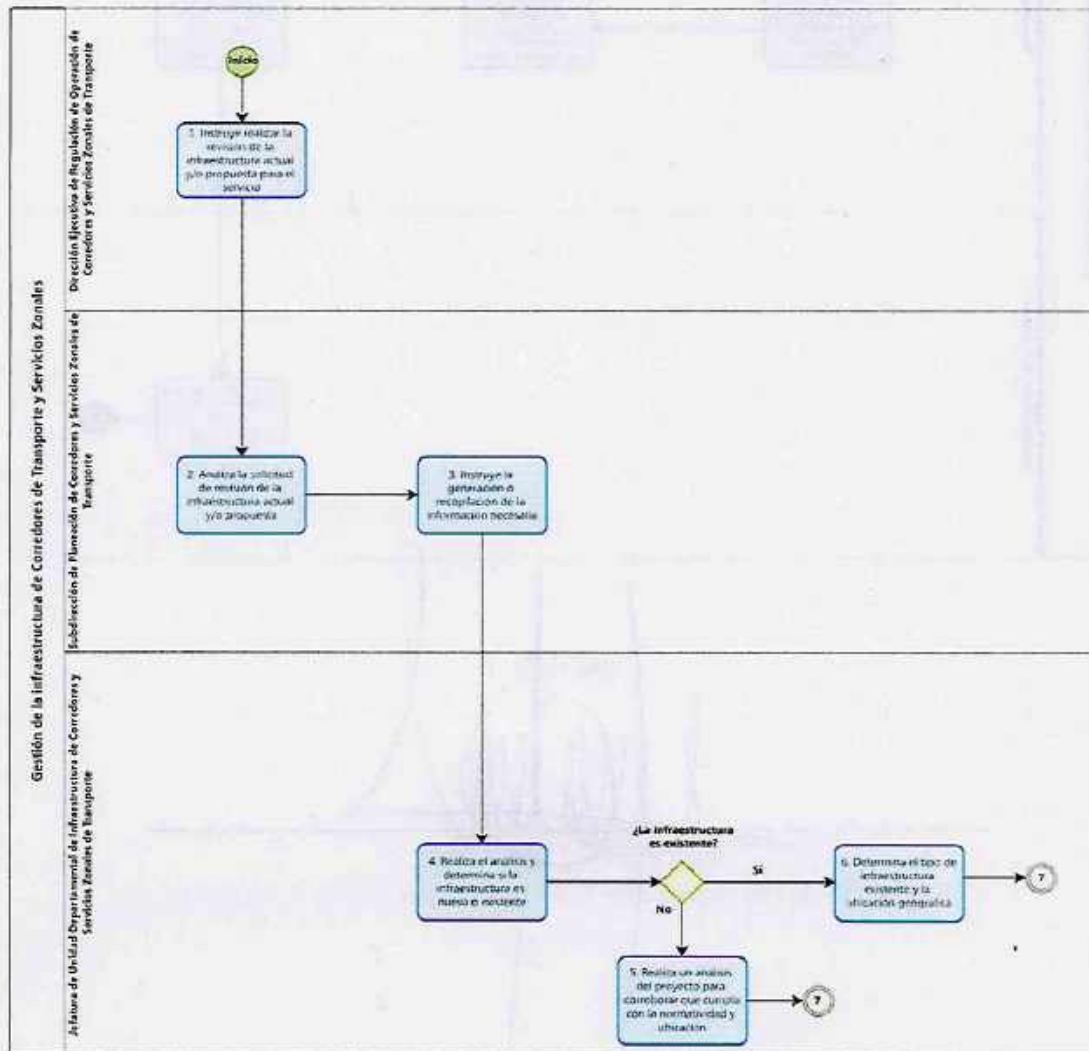 Gestión de la infraestructura de Corredores de Transporte y Servicios Zonales
Dirección Ejecutiva de Regulación de Operación de
Corredores y Servicios Zonales de Transporte
Inicio
1. Instruye realizar la
revisión de la
infraestructura actual
y/o propuesta para el
servicio
Subdirección de Planeación de Corredores y Servicios Zonales de
Transporte
2. Analiza la solicitud
de revisión de la
infraestructura actual
y/o propuesta
3. Instruye la
generación o
recopilación de la
información necesaria
Jefatura de Unidad Departamental de Infraestructura de Corredores y
Servicios Zonales de Transporte
4. Realiza el análisis y
determina si la
infraestructura es
nueva o existente
¿La infraestructura
es existente?
Sí
No
6. Determina el tipo de
infraestructura
existente y la
ubicación geográfica
7
5. Realiza un análisis
del proyecto para
corroborar que cumpla
con la normatividad y
ubicación
7